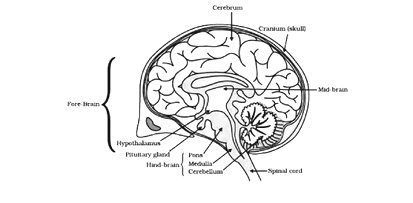 Cerebrum
Cranium (skull)
Mid-brain
Fore-Brain
Hypothalamus
Pituitary gland
Hind-brain
Pons
Medulla
Cerebellum
Spinal cord